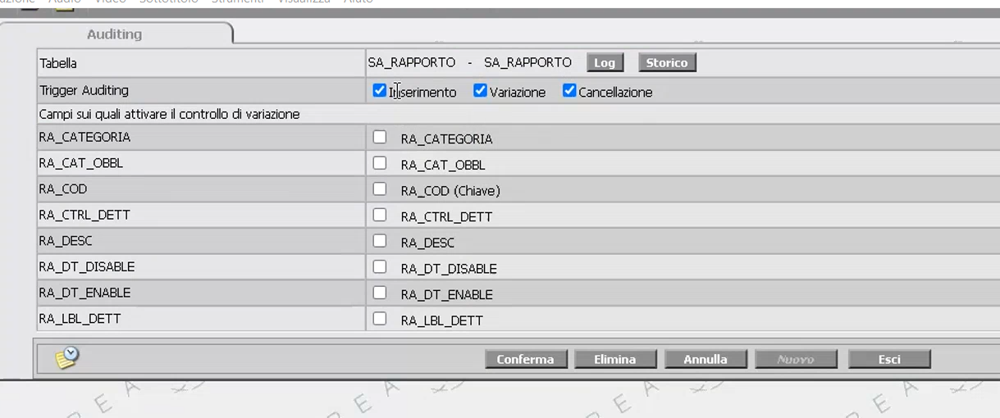 Audio Video Sottotitolo Strumenti Visualizza Aiuto
Auditing
Tabella SA_RAPPORTO - SA_RAPPORTO Log Storico
Trigger Auditing Inserimento Variazione Cancellazione
Campi sui quali attivare il controllo di variazione
RA_CATEGORIA RA_CATEGORIA
RA_CAT_OBBL RA_CAT_OBBL
RA_COD RA_COD (Chiave)
RA_CTRL_DETT RA_CTRL_DETT
RA_DESC RA_DESC
RA_DT_DISABLE RA_DT_DISABLE
RA_DT_ENABLE RA_DT_ENABLE
RA_LBL_DETT RA_LBL_DETT
Conferma Elimina Annulla Nuovo Esci